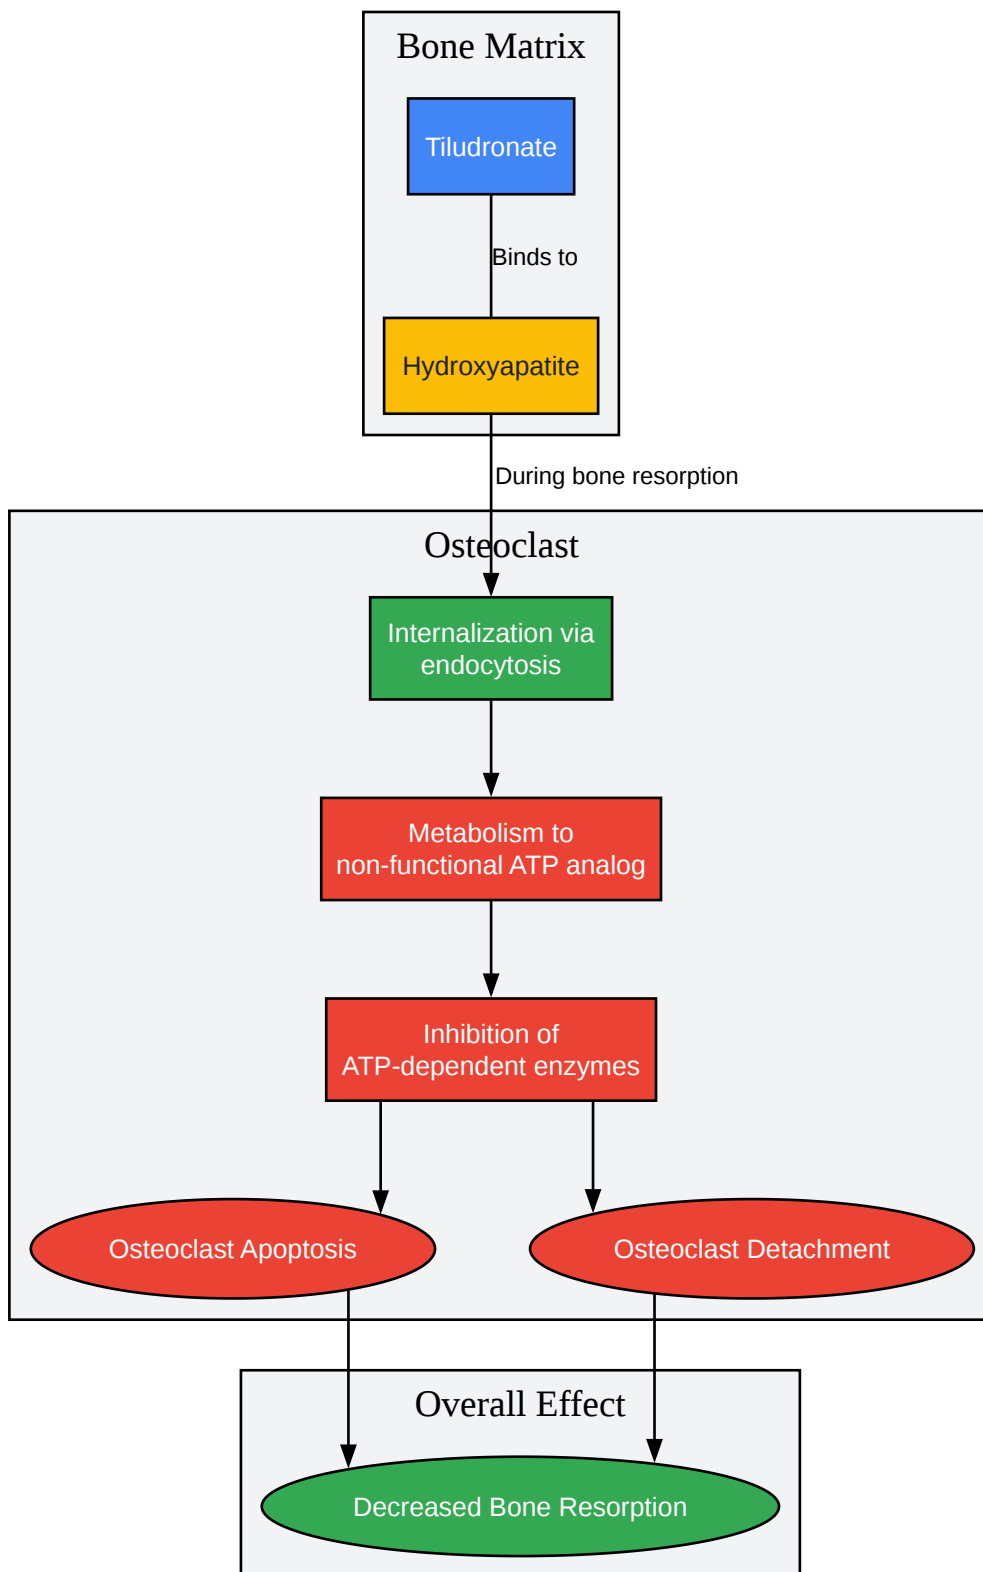 Bone Matrix
Tiludronate
Binds to
Hydroxyapatite
During bone resorption
Osteoclast
Internalization via
endocytosis
Metabolism to
non-functional ATP analog
Inhibition of
ATP-dependent enzymes
Osteoclast Apoptosis
Osteoclast Detachment
Overall Effect
Decreased Bone Resorption